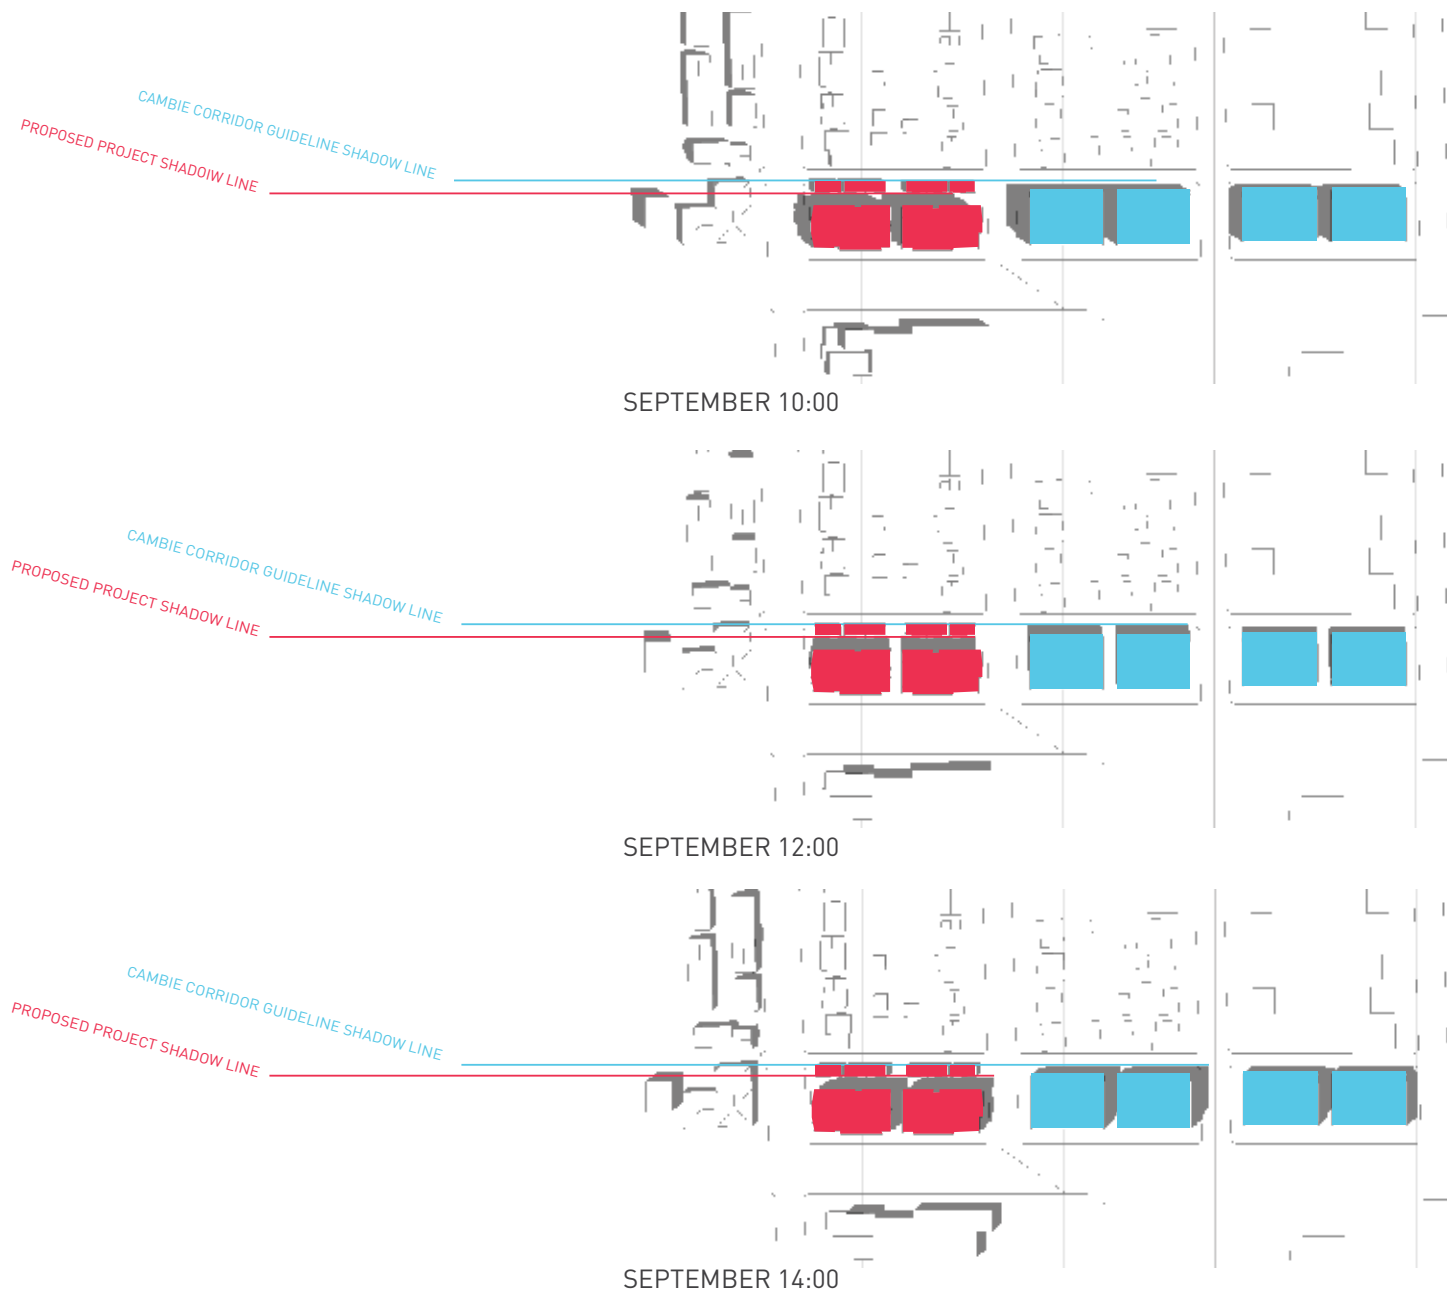 CAMBIE CORRIDOR GUIDELINE SHADOW LINE
PROPOSED PROJECT SHADOIW LINE
SEPTEMBER 10:00
CAMBIE CORRIDOR GUIDELINE SHADOW LINE
PROPOSED PROJECT SHADOW LINE
SEPTEMBER 12:00
CAMBIE CORRIDOR GUIDELINE SHADOW LINE
PROPOSED PROJECT SHADOW LINE
SEPTEMBER 14:00